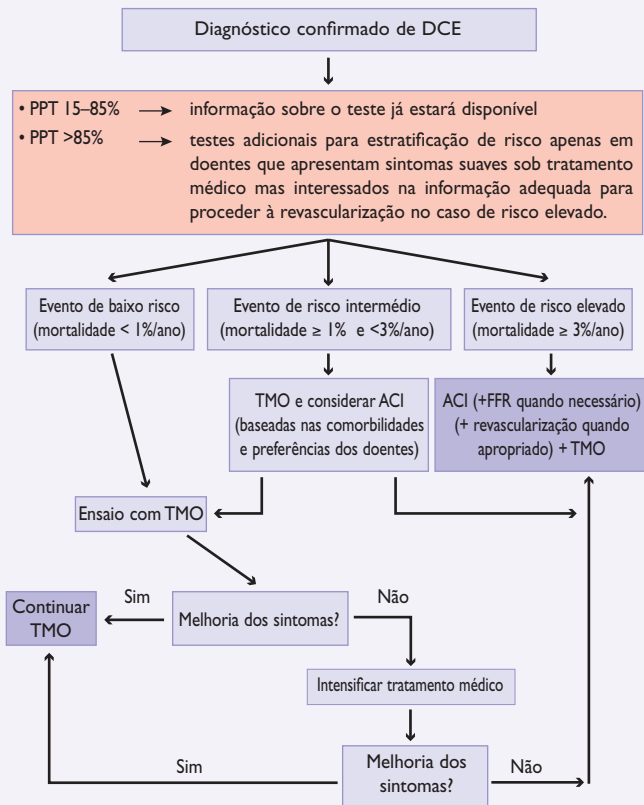 Diagnóstico confirmado de DCE
• PPT 15–85% → informação sobre o teste já estará disponível
• PPT >85% → testes adicionais para estratificação de risco apenas em
doentes que apresentam sintomas suaves sob tratamento
médico mas interessados na informação adequada para
proceder à revascularização no caso de risco elevado.
Evento de baixo risco
(mortalidade < 1%/ano)
Evento de risco intermédio
(mortalidade ≥ 1% e <3%/ano)
Evento de risco elevado
(mortalidade ≥ 3%/ano)
TMO e considerar ACI
(baseadas nas comorbilidades
e preferências dos doentes)
ACI (+FFR quando necessário)
(+ revascularização quando
apropriado) + TMO
Ensaio com TMO
Continuar
TMO
Sim
Melhoria dos sintomas?
Não
Intensificar tratamento médico
Sim
Melhoria dos
sintomas?
Não